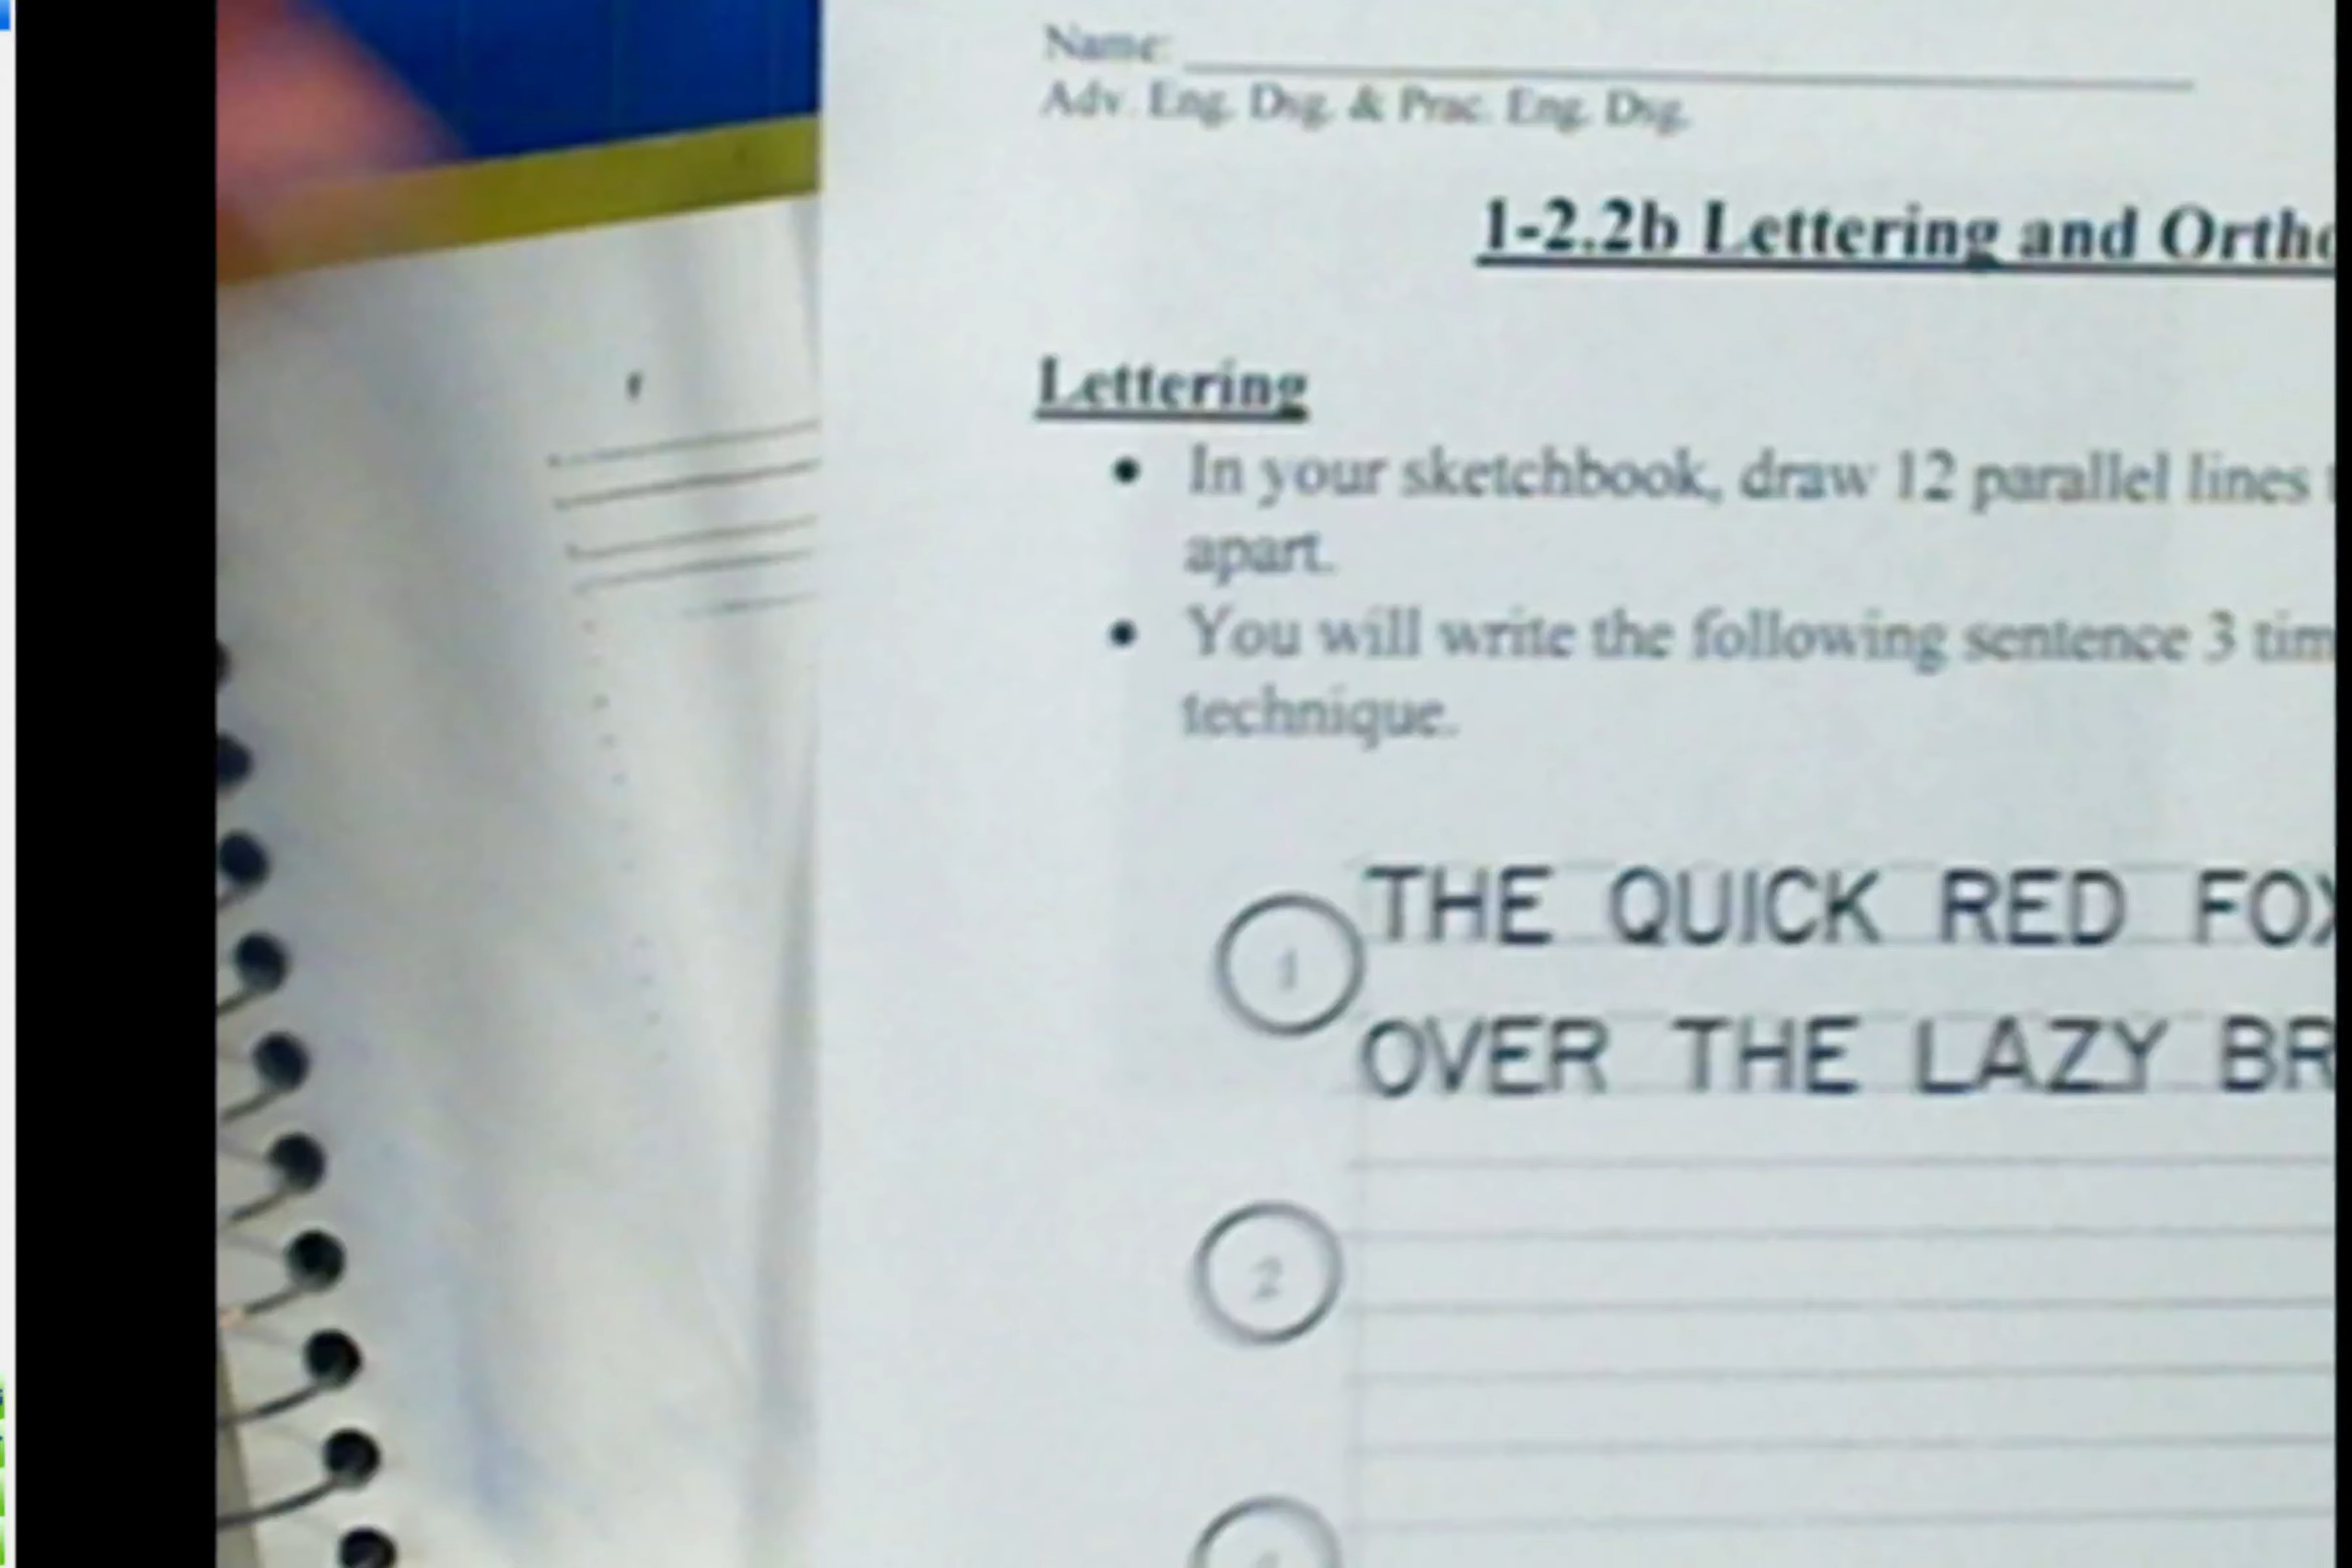 Name:
Adv. Eng. Dsg. & Prac. Eng. Dsg.
1-2.2b Lettering and Ortho
Lettering
• In your sketchbook, draw 12 parallel lines
apart.
• You will write the following sentence 3 tim
technique.
THE QUICK RED FOX
1
OVER THE LAZY BR
2